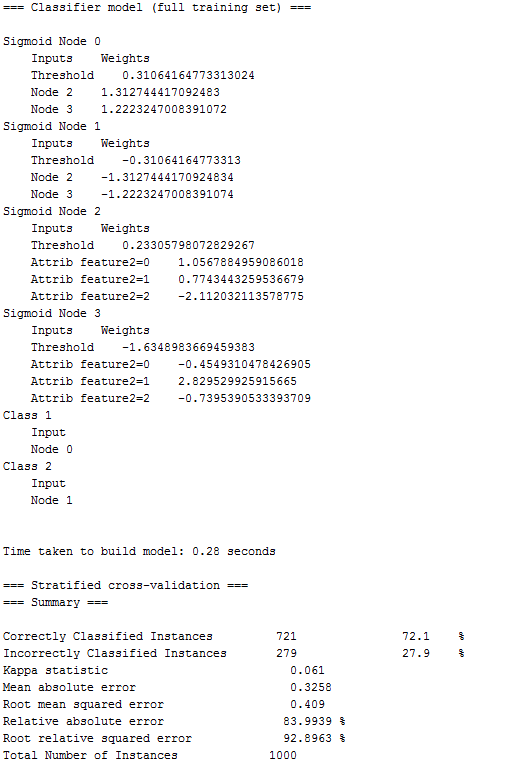 === Classifier model (full training set) ===
Sigmoid Node 0
Inputs Weights
Threshold 0.31064164773313024
Node 2 1.312744417092483
Node 3 1.2223247008391072
Sigmoid Node 1
Inputs Weights
Threshold -0.31064164773313
Node 2 -1.3127444170924834
Node 3 -1.2223247008391074
Sigmoid Node 2
Inputs Weights
Threshold 0.23305798072829267
Attrib feature2=0 1.0567884959086018
Attrib feature2=1 0.7743443259536679
Attrib feature2=2 -2.112032113578775
Sigmoid Node 3
Inputs Weights
Threshold -1.6348983669459383
Attrib feature2=0 -0.4549310478426905
Attrib feature2=1 2.829529925915665
Attrib feature2=2 -0.7395390533393709
Class 1
Input
Node 0
Class 2
Input
Node 1
Time taken to build model: 0.28 seconds
=== Stratified cross-validation ===
=== Summary ===
Correctly Classified Instances 721 72.1 %
Incorrectly Classified Instances 279 27.9 %
Kappa statistic 0.061
Mean absolute error 0.3258
Root mean squared error 0.409
Relative absolute error 83.9939 %
Root relative squared error 92.8963 %
Total Number of Instances 1000